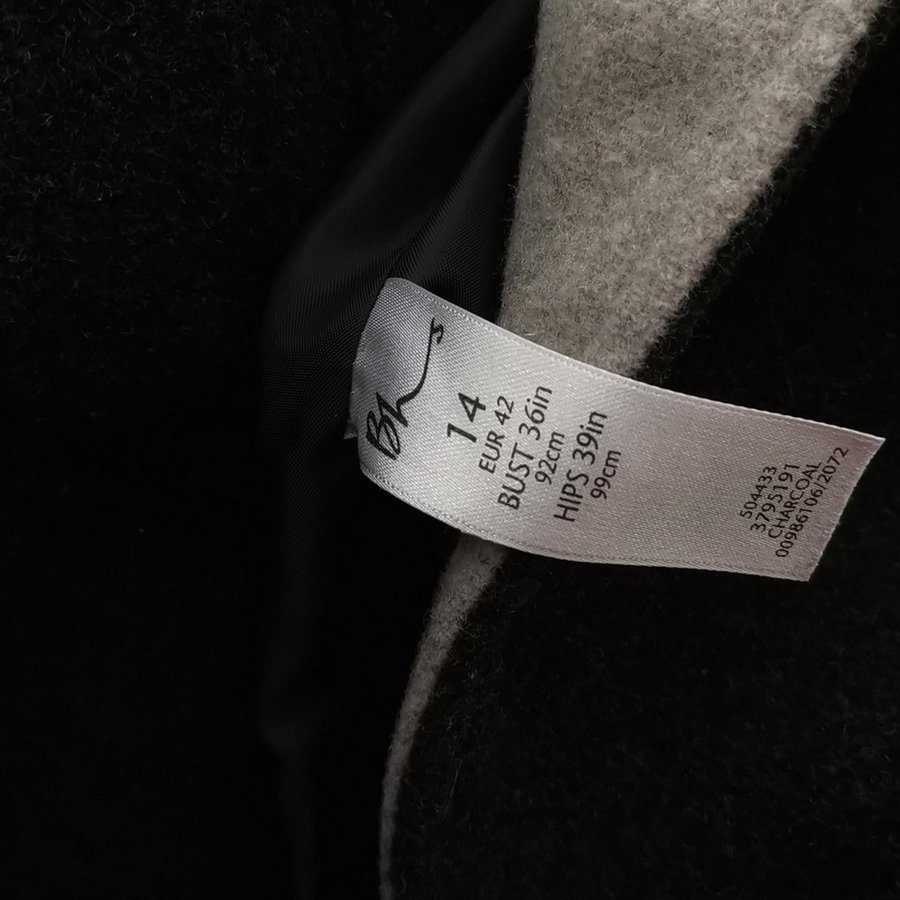 Bhs
14
EUR 42
BUST 36in
92cm
HIPS 39in
99cm
504433
3795191
CHARCOAL
00986106/2072